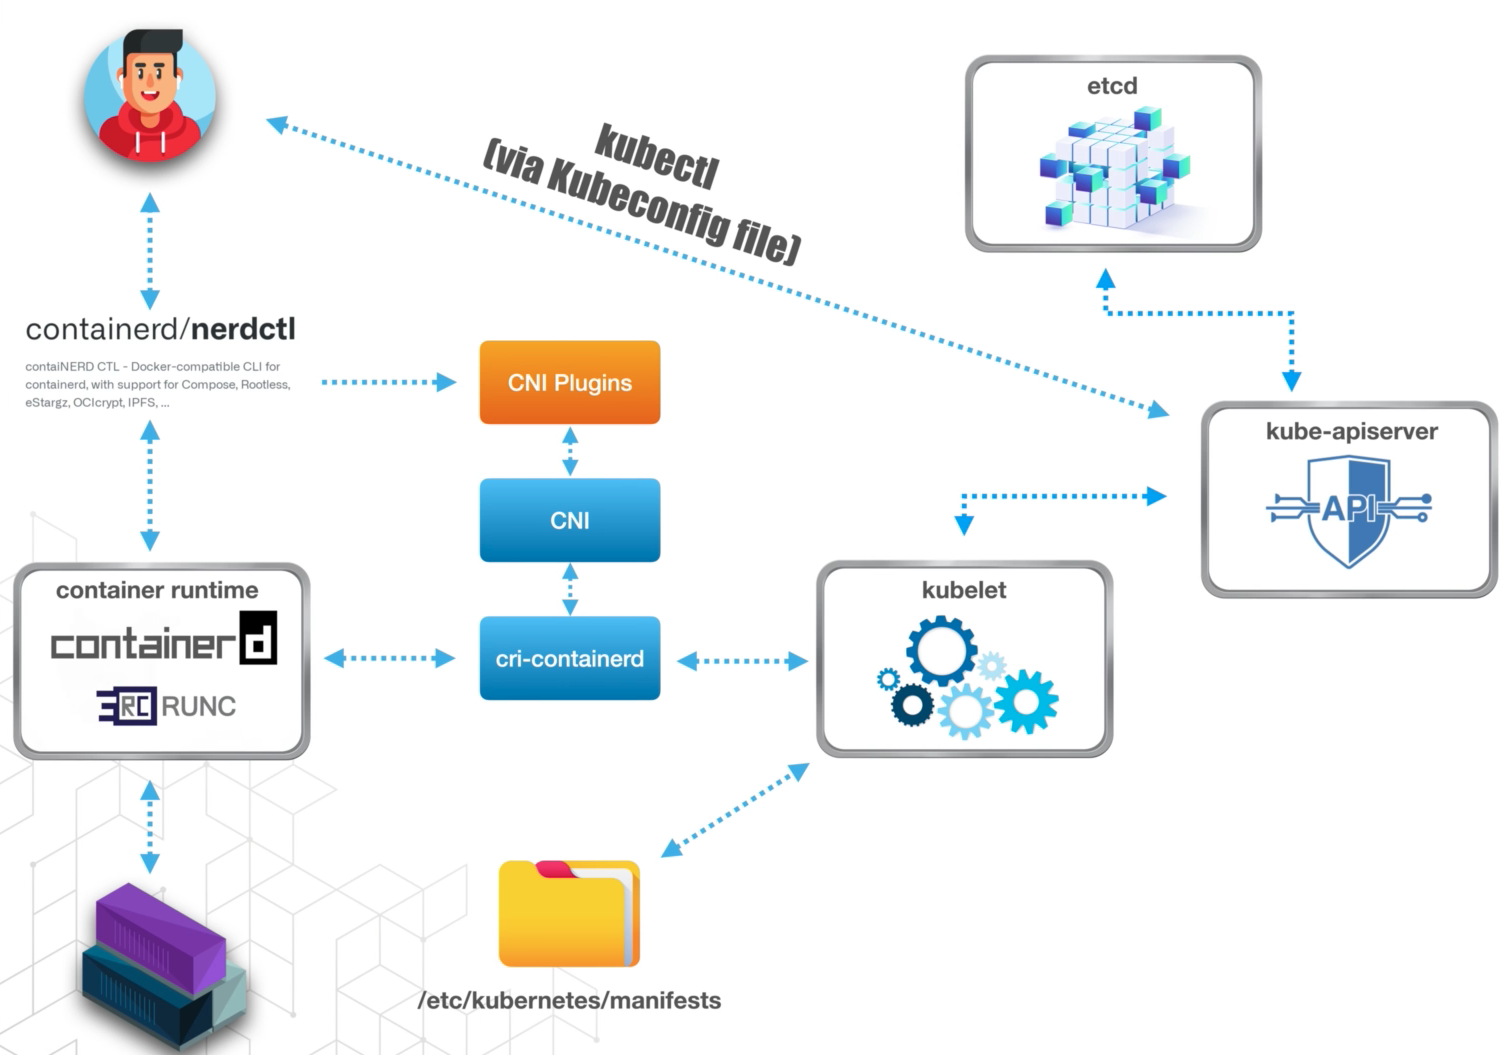 etcd
kubectl
(via Kubeconfig file)
containerd/nerdctl
contaiNERD CTL - Docker-compatible CLI for
containerd, with support for Compose, Rootless,
eStargz, OCIcrypt, IPFS, ...
CNI Plugins
kube-apiserver
API
CNI
container runtime
containerd
RC RUNC
cri-containerd
kubelet
/etc/kubernetes/manifests